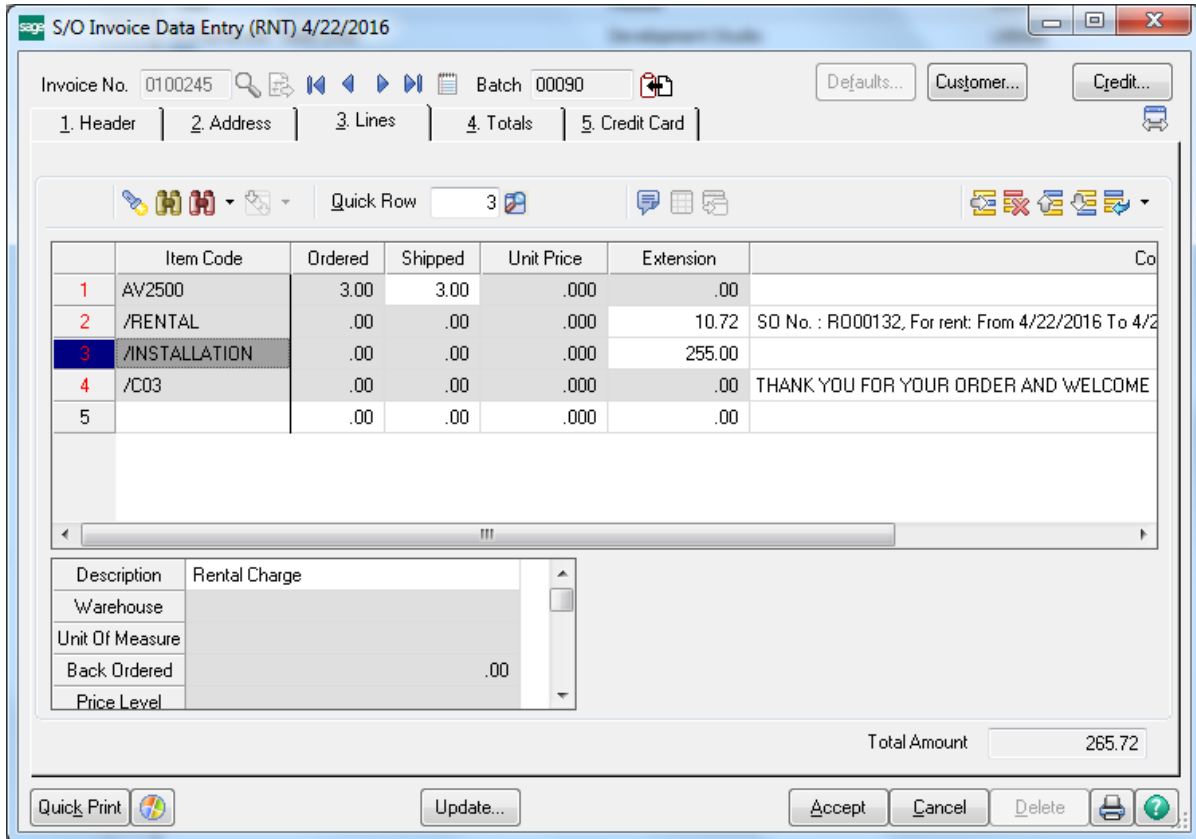 sage S/O Invoice Data Entry (RNT) 4/22/2016
Invoice No. 0100245 Batch 00090 Defaults... Customer... Credit...
1. Header 2. Address 3. Lines 4. Totals 5. Credit Card
Quick Row 3
Item Code Ordered Shipped Unit Price Extension Co
1 AV2500 3.00 3.00 .000 .00
2 /RENTAL .00 .00 .000 10.72 SO No. : RO00132, For rent: From 4/22/2016 To 4/2
3 /INSTALLATION .00 .00 .000 255.00
4 /C03 .00 .00 .000 .00 THANK YOU FOR YOUR ORDER AND WELCOME
5 .00 .00 .000 .00
Description Rental Charge
Warehouse
Unit Of Measure
Back Ordered .00
Price Level
Total Amount 265.72
Quick Print Update... Accept Cancel Delete